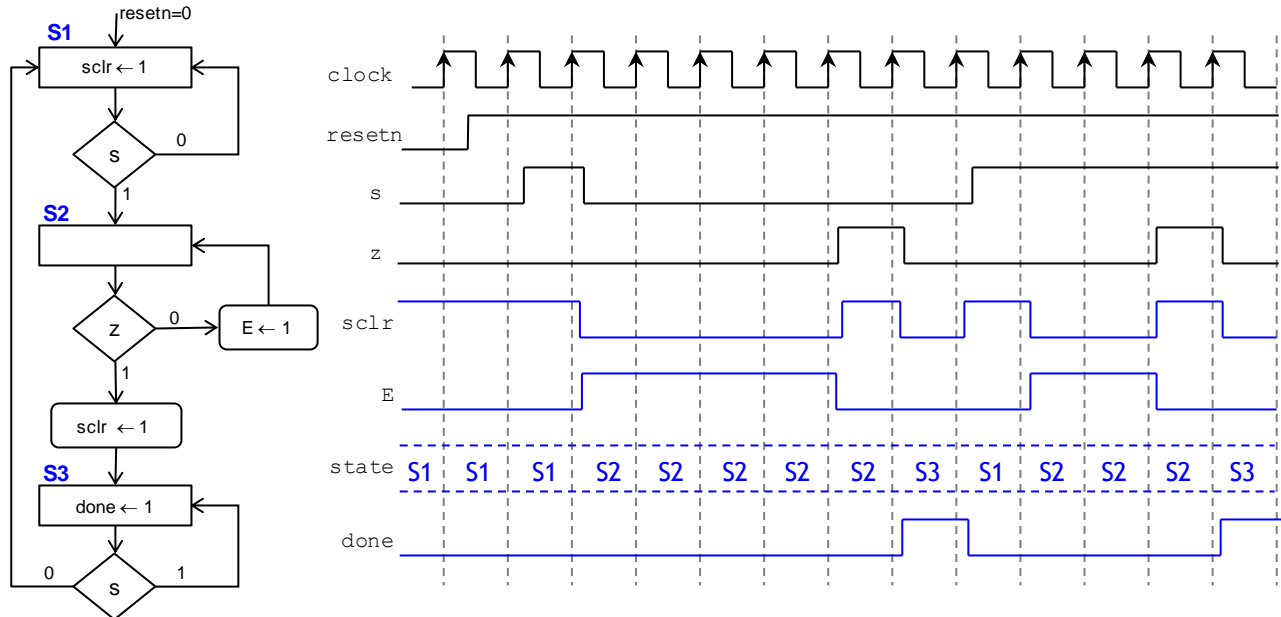 resetn=0
S1
sclr ← 1
s
0
1
S2
z
0
E ← 1
1
sclr ← 1
S3
done ← 1
0
s
1
clock
resetn
s
z
sclr
E
state S1 S1 S1 S2 S2 S2 S2 S2 S3 S1 S2 S2 S2 S3
done